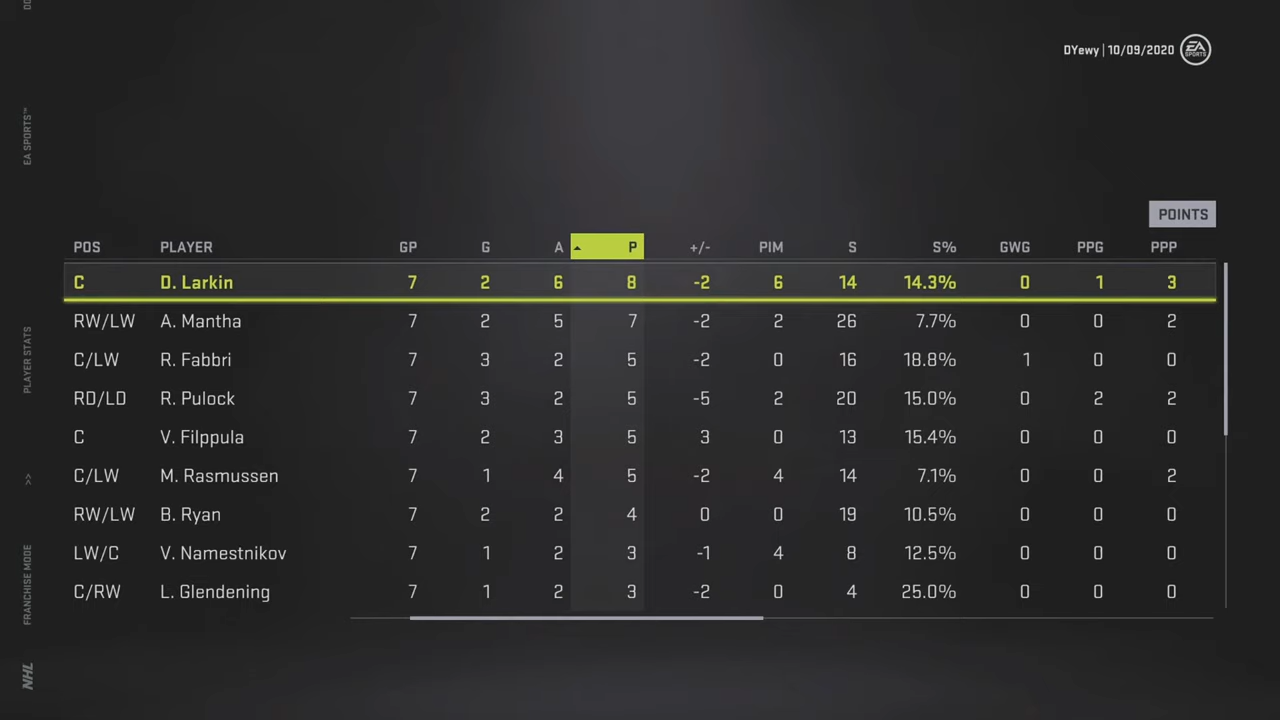 DYewy | 10/09/2020 EA SPORTS
POINTS
POS PLAYER GP G A P +/- PIM S S% GWG PPG PPP
C D. Larkin 7 2 6 8 -2 6 14 14.3% 0 1 3
RW/LW A. Mantha 7 2 5 7 -2 2 26 7.7% 0 0 2
C/LW R. Fabbri 7 3 2 5 -2 0 16 18.8% 1 0 0
RD/LD R. Pulock 7 3 2 5 -5 2 20 15.0% 0 2 2
C V. Filppula 7 2 3 5 3 0 13 15.4% 0 0 0
C/LW M. Rasmussen 7 1 4 5 -2 4 14 7.1% 0 0 2
RW/LW B. Ryan 7 2 2 4 0 0 19 10.5% 0 0 0
LW/C V. Namestnikov 7 1 2 3 -1 4 8 12.5% 0 0 0
C/RW L. Glendening 7 1 2 3 -2 0 4 25.0% 0 0 0
NHL FRANCHISE MODE >> PLAYER STATS EA SPORTS™